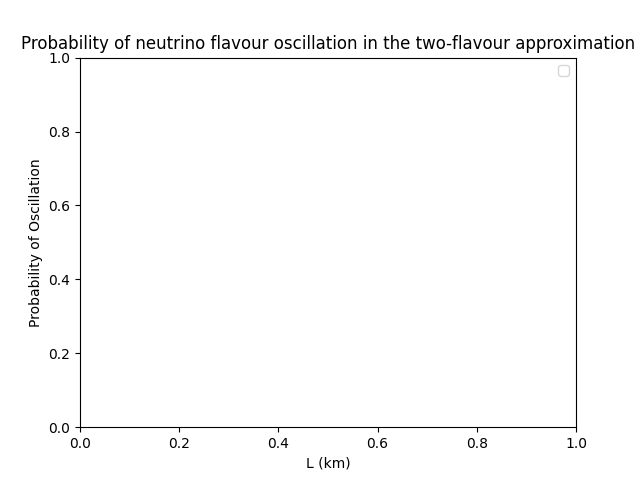 Probability of neutrino flavour oscillation in the two-flavour approximation
1.0
0.8
0.6
0.4
0.2
0.0
Probability of Oscillation
0.0 0.2 0.4 0.6 0.8 1.0
L (km)